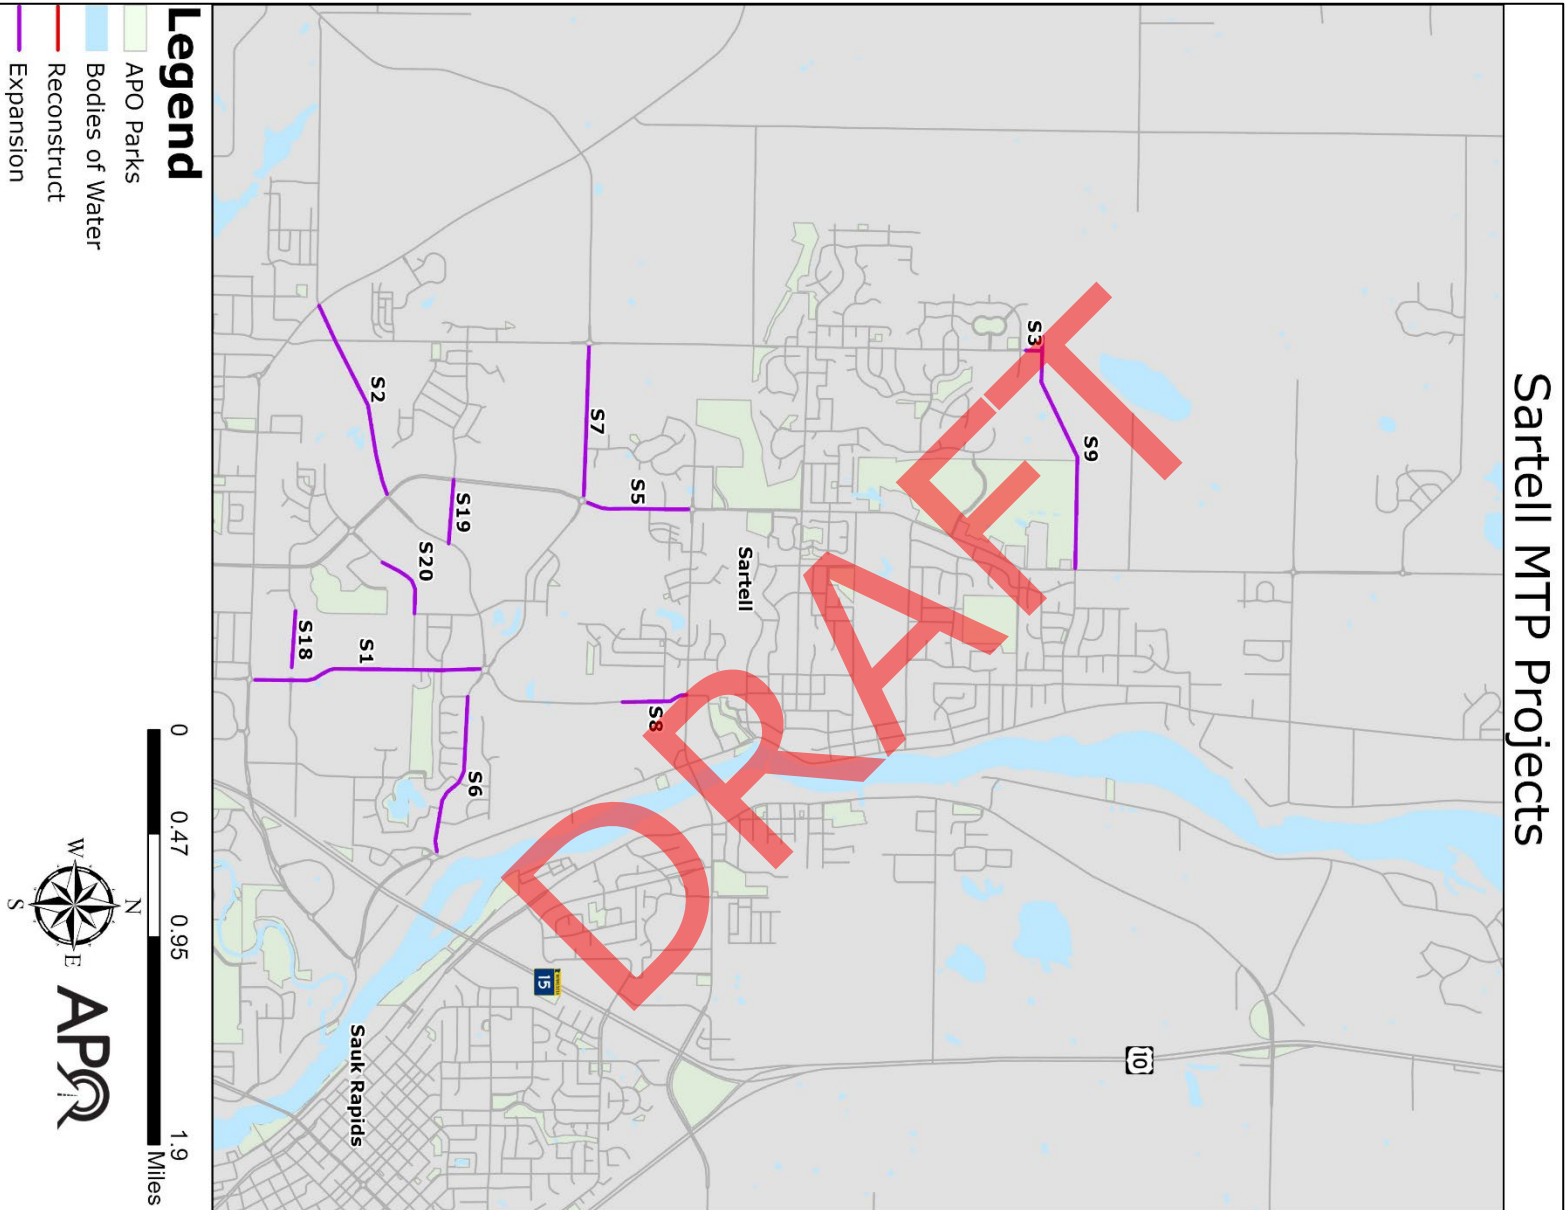 Sartell MTP Projects
S3
S9
S2
S7
S5
S19
S20
Sartell
S18
S1
S8
S6
15
10
Sauk Rapids
DRAFT
Legend
APO Parks
Bodies of Water
Reconstruct
Expansion
0 0.47 0.95 1.9
Miles
N
W E
S
APO